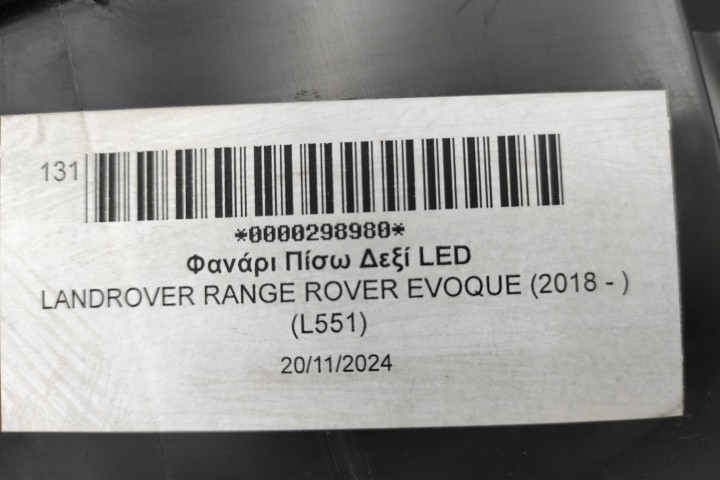 131
*0000298980*
Φανάρι Πίσω Δεξί LED
LANDROVER RANGE ROVER EVOQUE (2018 - )
(L551)
20/11/2024